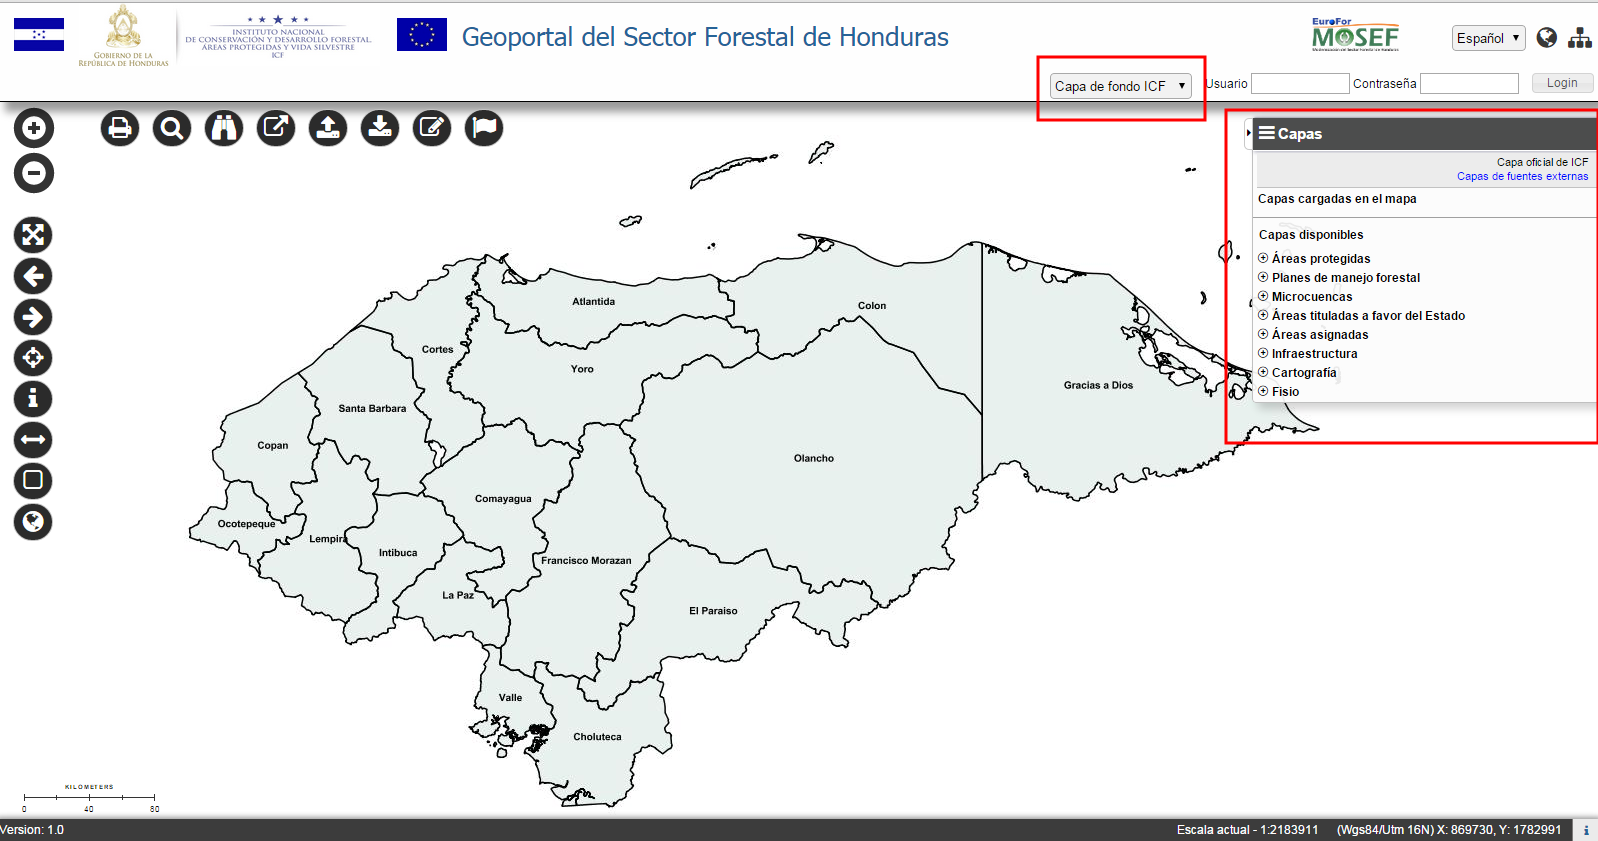 GOBIERNO DE LA
REPÚBLICA DE HONDURAS
INSTITUTO NACIONAL
DE CONSERVACIÓN Y DESARROLLO FORESTAL,
ÁREAS PROTEGIDAS Y VIDA SILVESTRE
ICF
Geoportal del Sector Forestal de Honduras
EuroFor
MOSEF
Español
Capa de fondo ICF
Usuario
Contraseña
Login
Capas
Capa oficial de ICF
Capas de fuentes externas
Capas cargadas en el mapa
Capas disponibles
Áreas protegidas
Planes de manejo forestal
Microcuencas
Áreas tituladas a favor del Estado
Áreas asignadas
Infraestructura
Cartografía
Fisio
Atlantida
Colon
Cortes
Yoro
Gracias a Dios
Santa Barbara
Copan
Olancho
Comayagua
Ocotepeque
Lempira
Intibuca
Francisco Morazan
La Paz
El Paraiso
Valle
Choluteca
KILOMETERS
0 40 80
Version: 1.0
Escala actual - 1:2183911 (Wgs84/Utm 16N) X: 869730, Y: 1782991